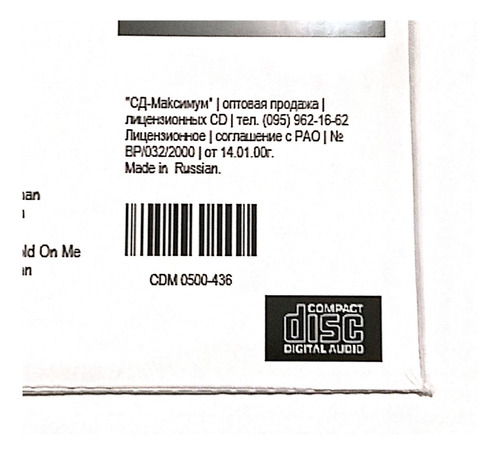 "СД-Максимум" | оптовая продажа |
лицензионных CD | тел. (095) 962-16-62
Лицензионное | соглашение с РАО | №
ВР/032/2000 | от 14.01.00г.
Made in Russian.
CDM 0500-436
On Me
COMPACT
disc
DIGITAL AUDIO